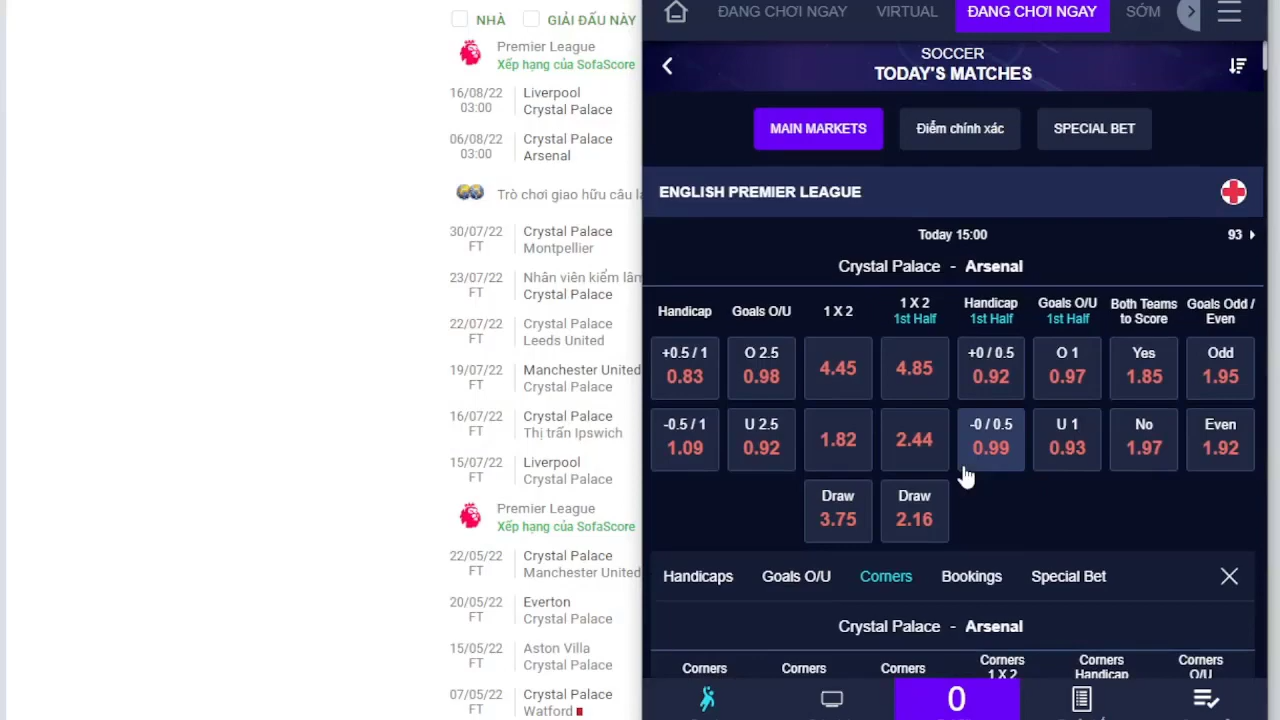 NHÀ
GIẢI ĐẤU NÀY
Premier League
Xếp hạng của SofaScore
16/08/22
03:00
Liverpool
Crystal Palace
06/08/22
03:00
Crystal Palace
Arsenal
Trò chơi giao hữu câu lạ
30/07/22
FT
Crystal Palace
Montpellier
23/07/22
FT
Nhân viên kiểm lâm
Crystal Palace
22/07/22
FT
Crystal Palace
Leeds United
19/07/22
FT
Manchester United
Crystal Palace
16/07/22
FT
Crystal Palace
Thị trấn Ipswich
15/07/22
FT
Liverpool
Crystal Palace
Premier League
Xếp hạng của SofaScore
22/05/22
FT
Crystal Palace
Manchester United
20/05/22
FT
Everton
Crystal Palace
15/05/22
FT
Aston Villa
Crystal Palace
07/05/22
FT
Crystal Palace
Watford
ĐANG CHƠI NGAY
VIRTUAL
ĐANG CHƠI NGAY
SỚM
SOCCER
TODAY'S MATCHES
MAIN MARKETS
Điểm chính xác
SPECIAL BET
ENGLISH PREMIER LEAGUE
Today 15:00
93
Crystal Palace - Arsenal
Handicap
Goals O/U
1 X 2
1 X 2
1st Half
Handicap
1st Half
Goals O/U
1st Half
Both Teams
to Score
Goals Odd /
Even
+0.5 / 1
0.83
O 2.5
0.98
4.45
4.85
+0 / 0.5
0.92
O 1
0.97
Yes
1.85
Odd
1.95
-0.5 / 1
1.09
U 2.5
0.92
1.82
2.44
-0 / 0.5
0.99
U 1
0.93
No
1.97
Even
1.92
Draw
3.75
Draw
2.16
Handicaps
Goals O/U
Corners
Bookings
Special Bet
Crystal Palace - Arsenal
Corners
Corners
Corners
Corners
1 X 2
Corners
Handicap
Corners
O/U
0